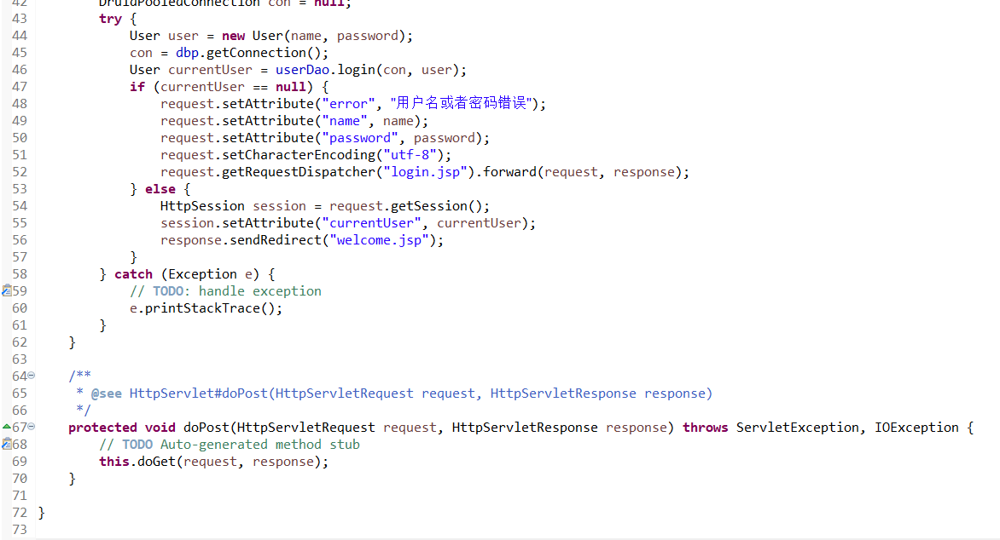 42 DruidPooledConnection con = null;
43 try {
44 User user = new User(name, password);
45 con = dbp.getConnection();
46 User currentUser = userDao.login(con, user);
47 if (currentUser == null) {
48 request.setAttribute("error", "用户名或者密码错误");
49 request.setAttribute("name", name);
50 request.setAttribute("password", password);
51 request.setCharacterEncoding("utf-8");
52 request.getRequestDispatcher("login.jsp").forward(request, response);
53 } else {
54 HttpSession session = request.getSession();
55 session.setAttribute("currentUser", currentUser);
56 response.sendRedirect("welcome.jsp");
57 }
58 } catch (Exception e) {
59 // TODO: handle exception
60 e.printStackTrace();
61 }
62 }
63
64 /**
65 * @see HttpServlet#doPost(HttpServletRequest request, HttpServletResponse response)
66 */
67 protected void doPost(HttpServletRequest request, HttpServletResponse response) throws ServletException, IOException {
68 // TODO Auto-generated method stub
69 this.doGet(request, response);
70 }
71
72 }
73